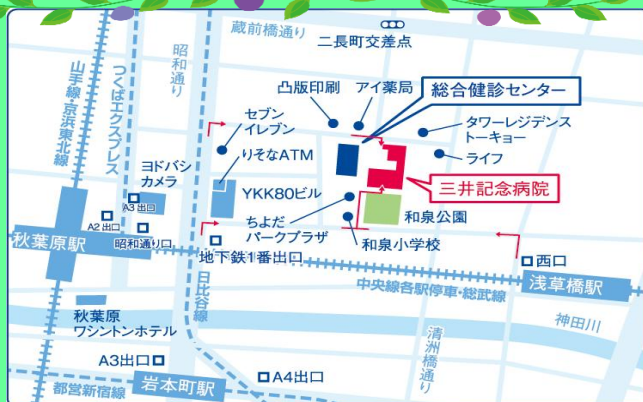 蔵前橋通り
二長町交差点
昭和通り
山手線・京浜東北線
つくばエクスプレス
凸版印刷
アイ薬局
総合健診センター
セブン
イレブン
りそなATM
タワーレジデンス
トーキョー
ライフ
ヨドバシ
カメラ
YKK80ビル
三井記念病院
A3出口
A2出口
昭和通り口
ちよだ
パークプラザ
和泉公園
和泉小学校
秋葉原駅
地下鉄1番出口
西口
浅草橋駅
中央線各駅停車・総武線
日比谷線
秋葉原
ワシントンホテル
神田川
清洲橋通り
A3出口
A4出口
都営新宿線
岩本町駅